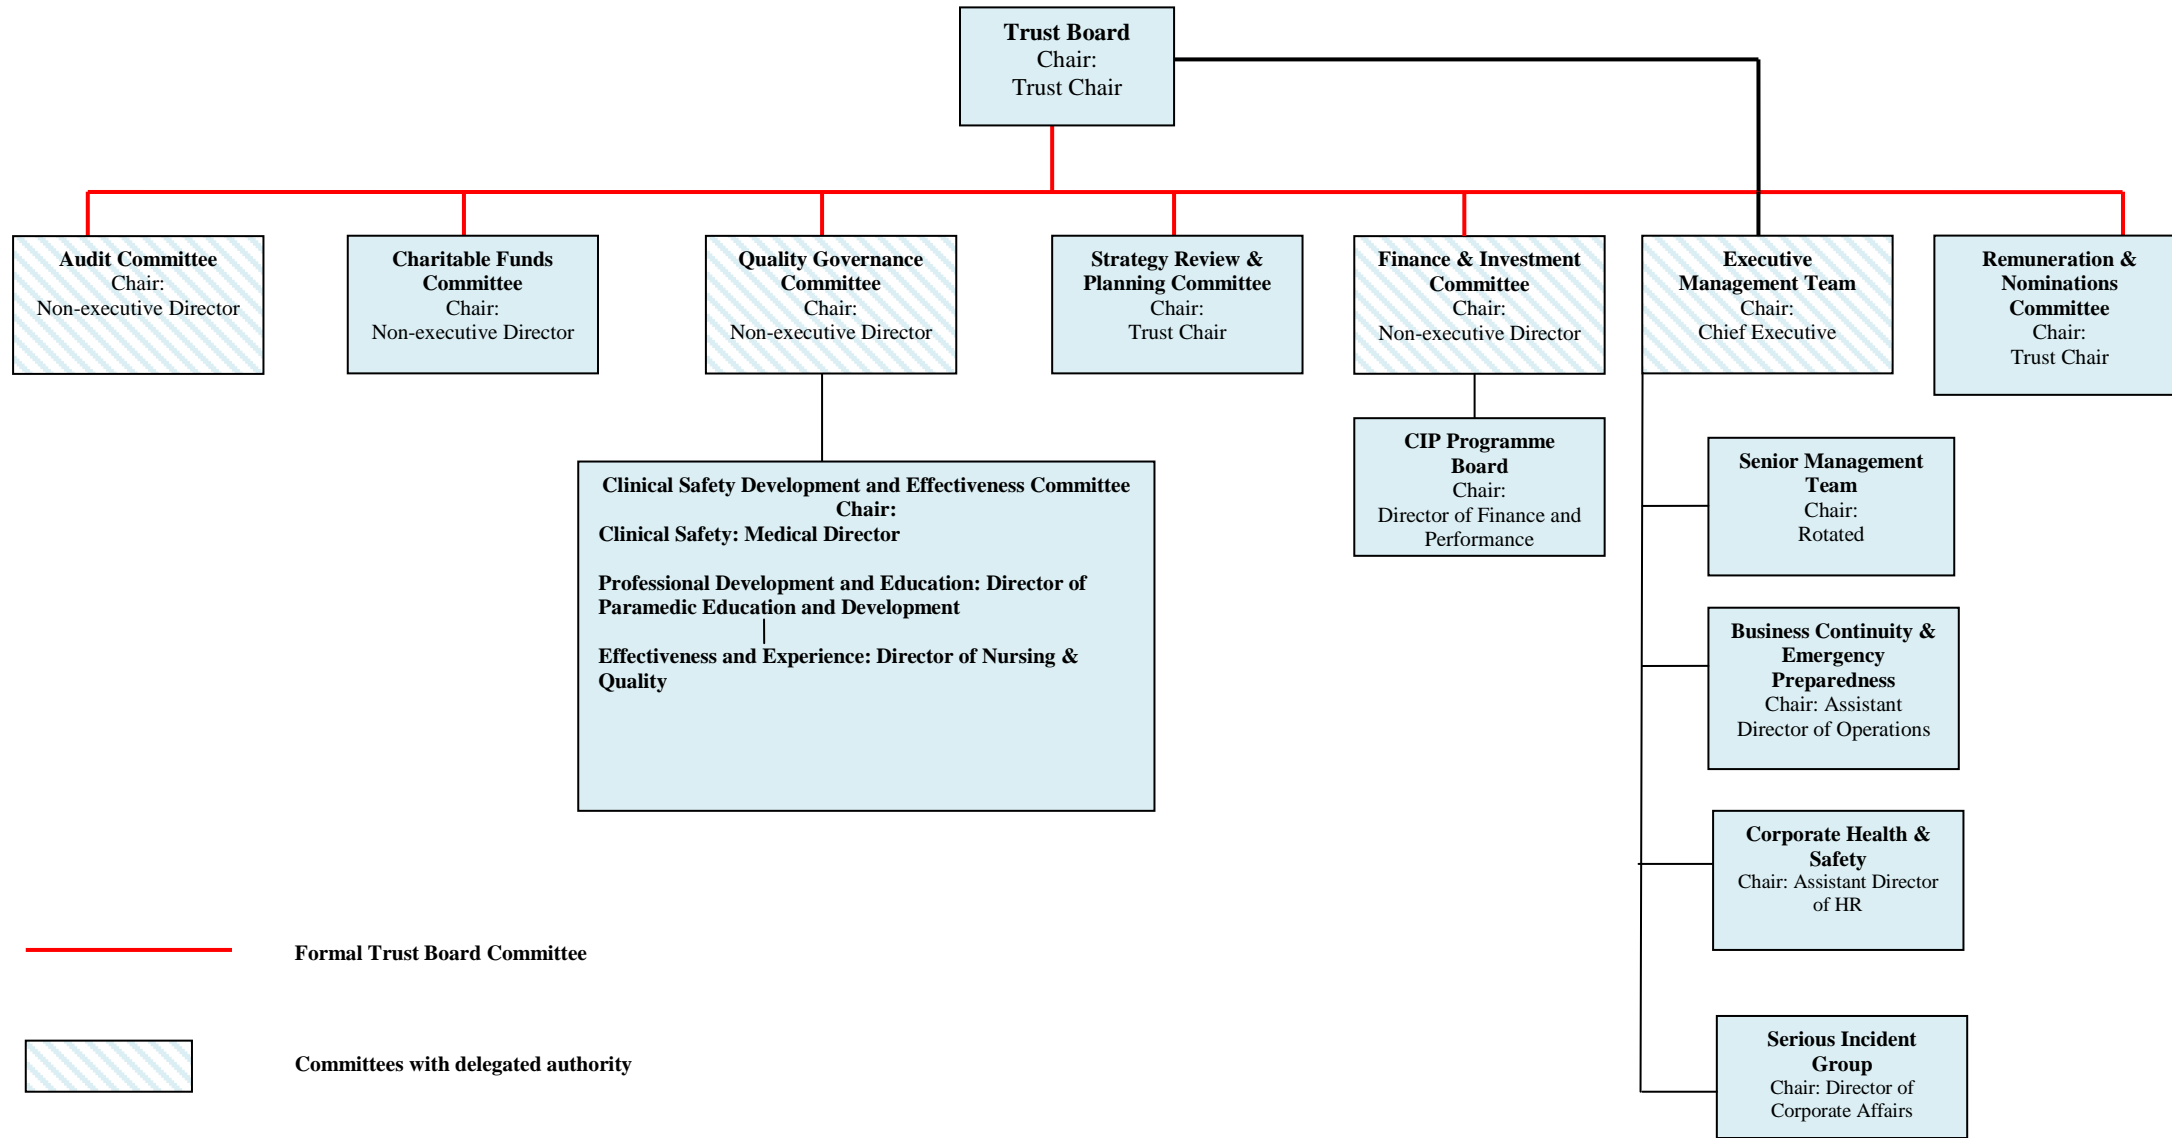 Trust Board
Chair:
Trust Chair
Audit Committee
Chair:
Non-executive Director
Charitable Funds
Committee
Chair:
Non-executive Director
Quality Governance
Committee
Chair:
Non-executive Director
Strategy Review &
Planning Committee
Chair:
Trust Chair
Finance & Investment
Committee
Chair:
Non-executive Director
Executive
Management Team
Chair:
Chief Executive
Remuneration &
Nominations
Committee
Chair:
Trust Chair
Clinical Safety Development and Effectiveness Committee
Chair:
Clinical Safety: Medical Director
Professional Development and Education: Director of
Paramedic Education and Development
Effectiveness and Experience: Director of Nursing &
Quality
CIP Programme
Board
Chair:
Director of Finance and
Performance
Senior Management
Team
Chair:
Rotated
Business Continuity &
Emergency
Preparedness
Chair: Assistant
Director of Operations
Corporate Health &
Safety
Chair: Assistant Director
of HR
Serious Incident
Group
Chair: Director of
Corporate Affairs
Formal Trust Board Committee
Committees with delegated authority